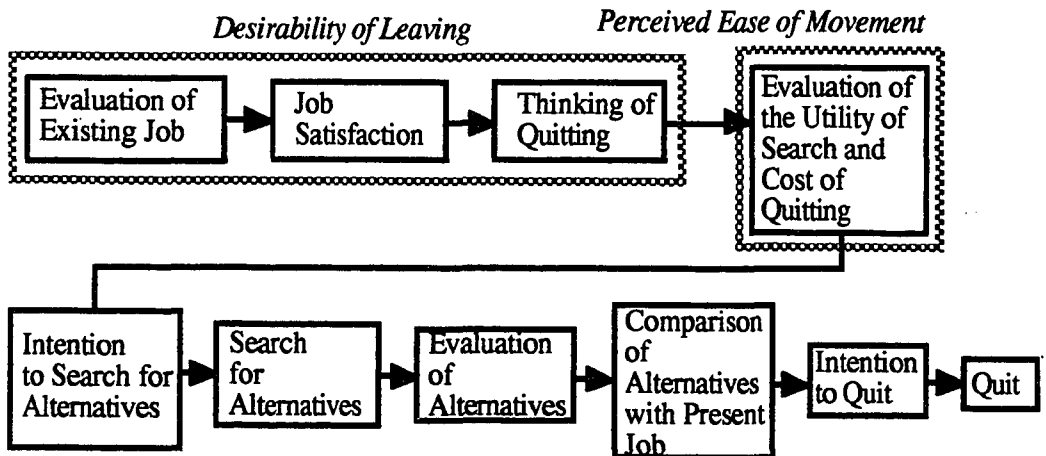 Desirability of Leaving
Perceived Ease of Movement
Evaluation of
Existing Job
Job
Satisfaction
Thinking of
Quitting
Evaluation of
the Utility of
Search and
Cost of
Quitting
Intention
to Search for
Alternatives
Search
for
Alternatives
Evaluation
of
Alternatives
Comparison
of
Alternatives
with Present
Job
Intention
to Quit
Quit